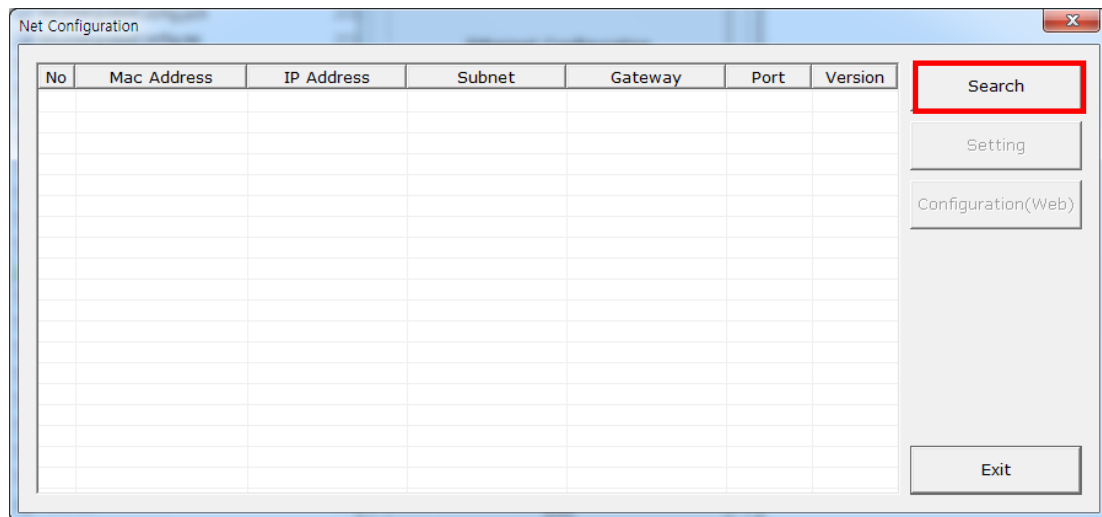 Net Configuration
No Mac Address IP Address Subnet Gateway Port Version
Search
Setting
Configuration(Web)
Exit